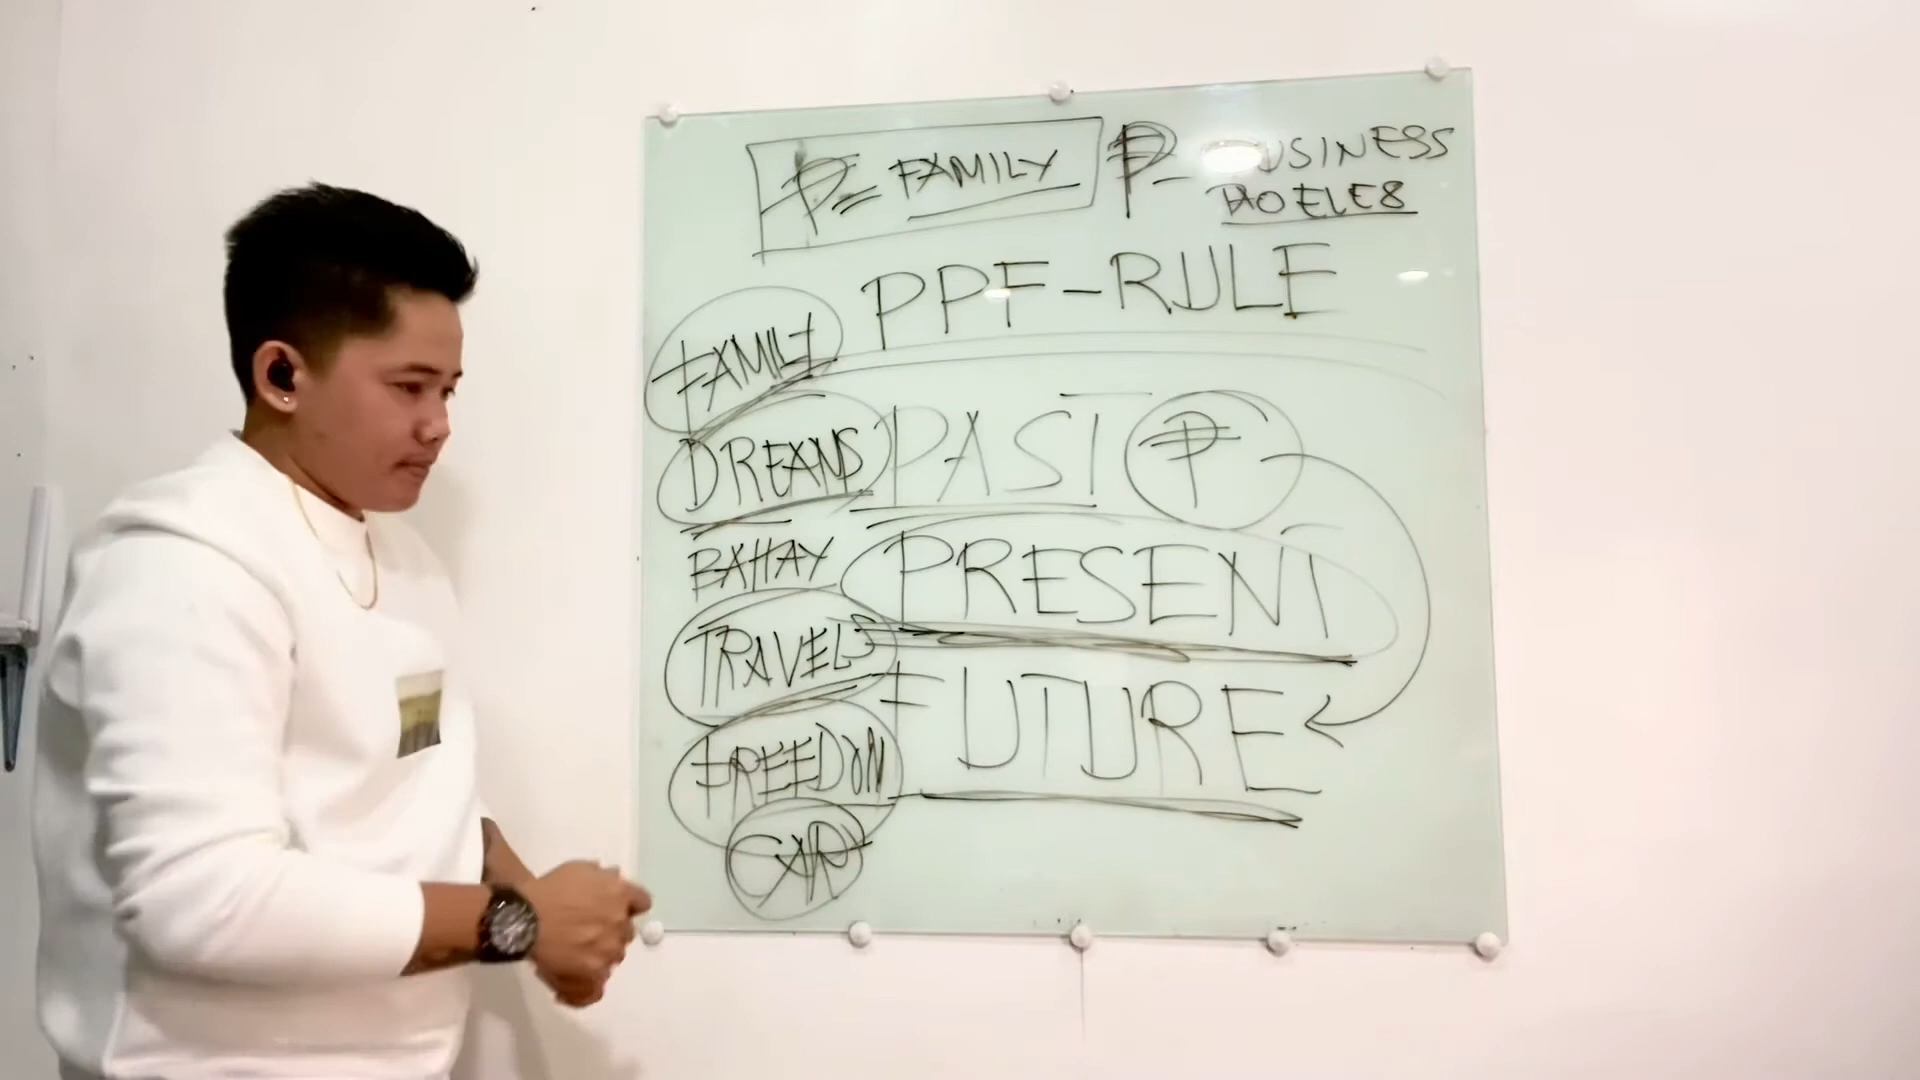 ₱= FAMILY
₱- BUSINESS
PPF-RULE
FAMILY
DREAMS
BAHAY
TRAVELS
FREEDOM
CAR
PAST ₱
PRESENT
FUTURE